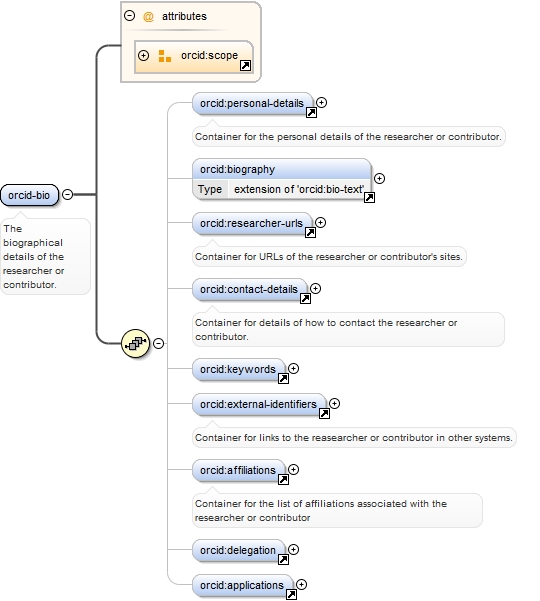 attributes
orcid:scope
orcid:personal-details
Container for the personal details of the researcher or contributor.
orcid:biography
Type extension of 'orcid:bio-text'
orcid-bio
The
biographical
details of the
researcher or
contributor.
orcid:researcher-urls
Container for URLs of the researcher or contributor's sites.
orcid:contact-details
Container for details of how to contact the researcher or
contributor.
orcid:keywords
orcid:external-identifiers
Container for links to the reasearcher or contributor in other systems.
orcid:affiliations
Container for the list of affiliations associated with the
researcher or contributor
orcid:delegation
orcid:applications